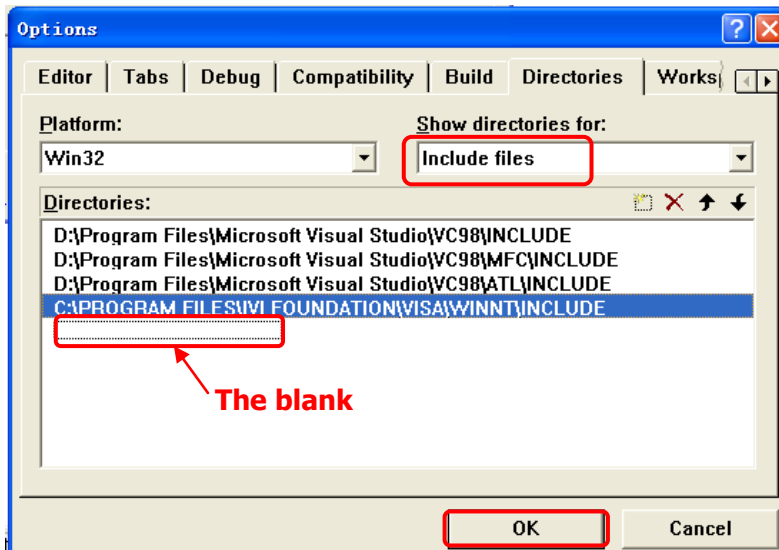 Options
Editor Tabs Debug Compatibility Build Directories Works
Platform: Show directories for:
Win32 Include files
Directories:
D:\Program Files\Microsoft Visual Studio\VC98\INCLUDE
D:\Program Files\Microsoft Visual Studio\VC98\MFC\INCLUDE
D:\Program Files\Microsoft Visual Studio\VC98\ATL\INCLUDE
C:\PROGRAM FILES\IVI FOUNDATION\VISA\WINNT\INCLUDE
The blank
OK Cancel